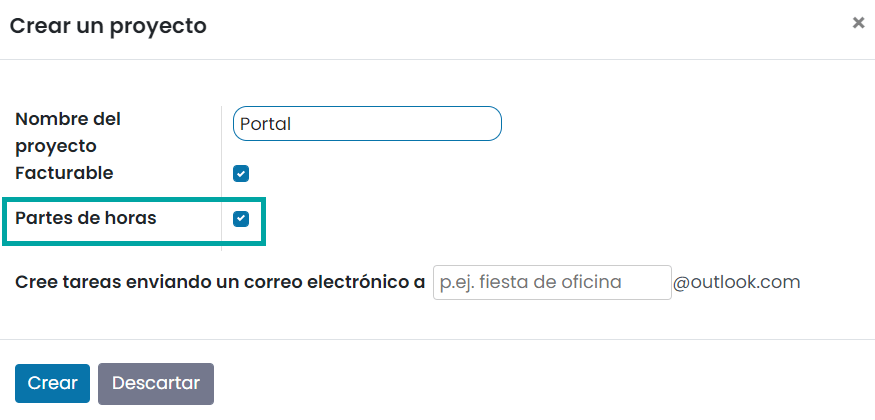 Crear un proyecto ×
Nombre del
proyecto
Portal
Facturable
Partes de horas
Cree tareas enviando un correo electrónico a p.ej. fiesta de oficina @outlook.com
Crear Descartar